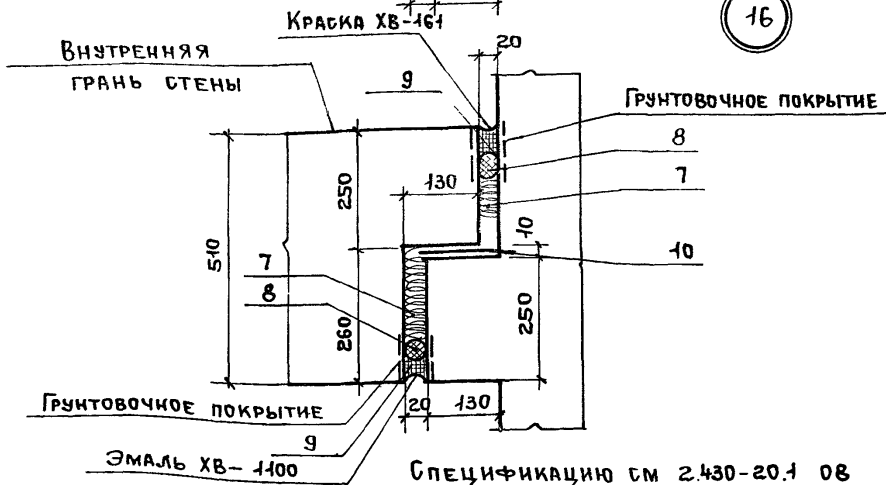 КРАСКА ХВ-161
16
20
ВНУТРЕННЯЯ
ГРАНЬ СТЕНЫ
9
ГРУНТОВОЧНОЕ ПОКРЫТИЕ
8
130
7
250
510
10
7
10
8
260
250
ГРУНТОВОЧНОЕ ПОКРЫТИЕ
20
130
9
ЭМАЛЬ ХВ-1100
СПЕЦИФИКАЦИЮ СМ 2.430-20.1 08